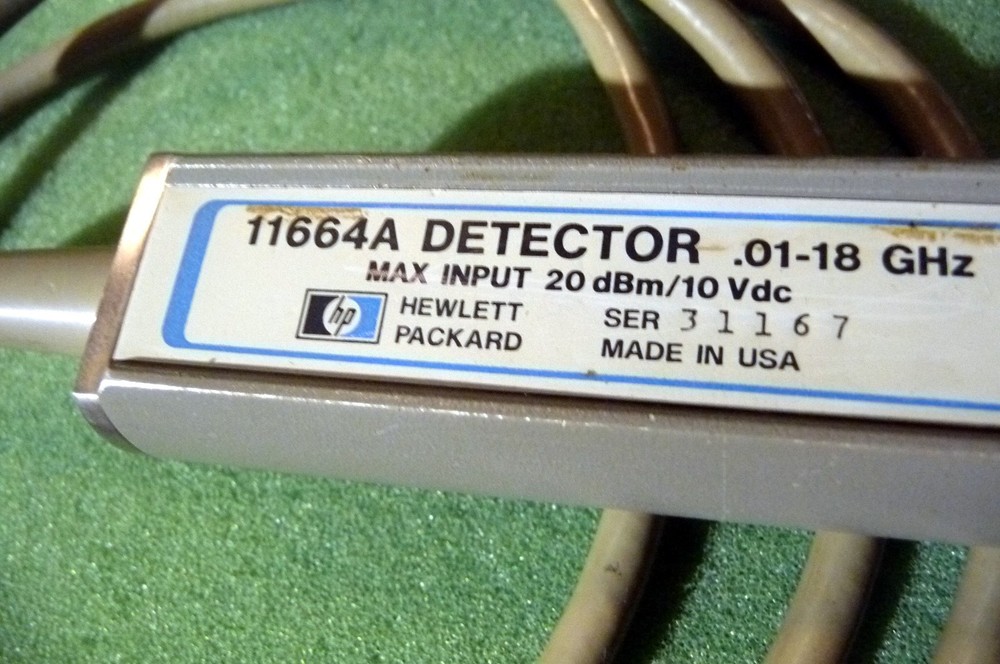 11664A DETECTOR .01-18 GHz
MAX INPUT 20 dBm/10 Vdc
hp HEWLETT PACKARD
SER 31167
MADE IN USA